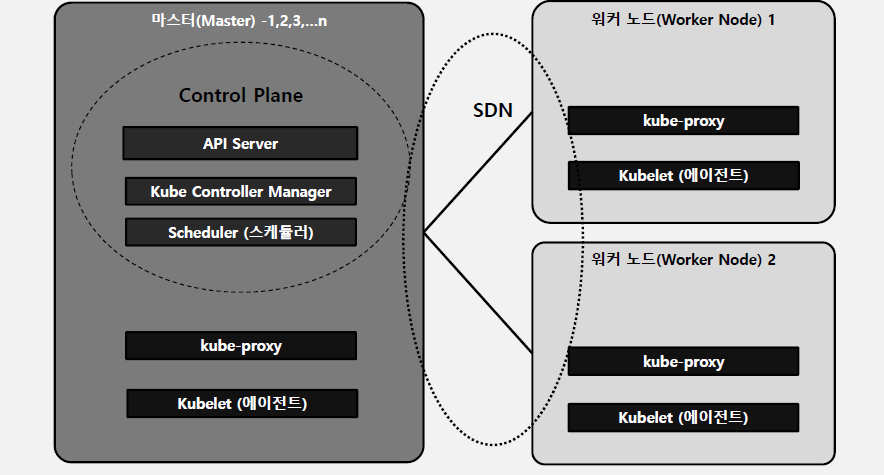 마스터(Master) -1,2,3,...n
Control Plane
API Server
Kube Controller Manager
Scheduler (스케듈러)
kube-proxy
Kubelet (에이전트)
SDN
워커 노드(Worker Node) 1
kube-proxy
Kubelet (에이전트)
워커 노드(Worker Node) 2
kube-proxy
Kubelet (에이전트)